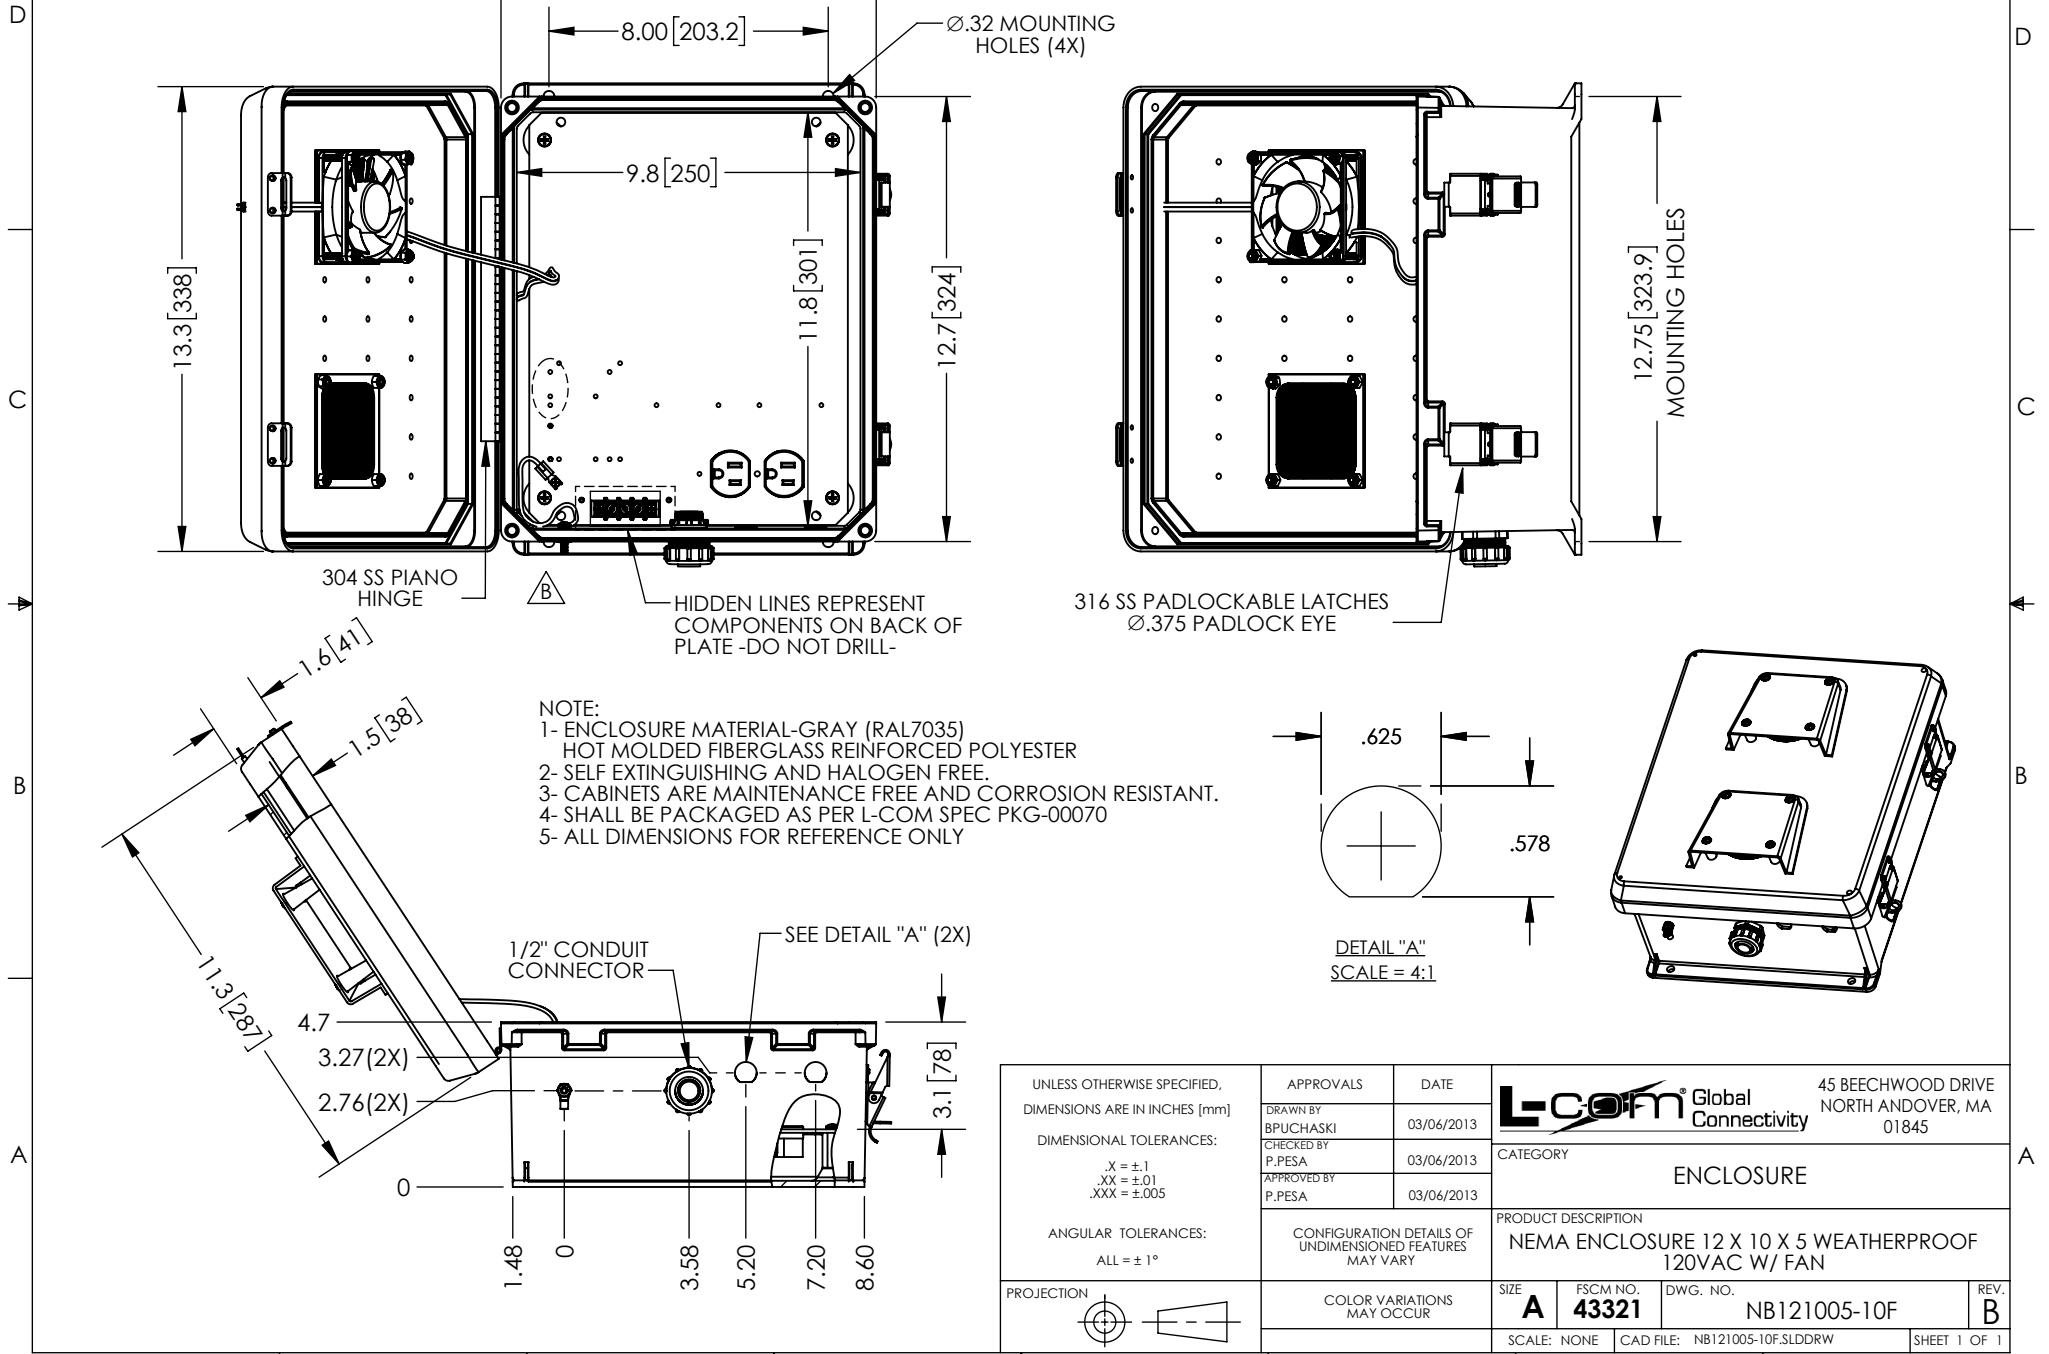 D
D
8.00[203.2]
Ø.32 MOUNTING
HOLES (4X)
13.3[338]
9.8[250]
11.8[301]
12.7[324]
12.75[323.9]
MOUNTING HOLES
C
C
304 SS PIANO
HINGE
B
HIDDEN LINES REPRESENT
COMPONENTS ON BACK OF
PLATE -DO NOT DRILL-
316 SS PADLOCKABLE LATCHES
Ø.375 PADLOCK EYE
1.6[41]
1.5[38]
NOTE:
1- ENCLOSURE MATERIAL-GRAY (RAL7035)
HOT MOLDED FIBERGLASS REINFORCED POLYESTER
2- SELF EXTINGUISHING AND HALOGEN FREE.
3- CABINETS ARE MAINTENANCE FREE AND CORROSION RESISTANT.
4- SHALL BE PACKAGED AS PER L-COM SPEC PKG-00070
5- ALL DIMENSIONS FOR REFERENCE ONLY
B
B
.625
.578
DETAIL "A"
SCALE = 4:1
11.3[287]
1/2" CONDUIT
CONNECTOR
SEE DETAIL "A" (2X)
4.7
3.27(2X)
2.76(2X)
0
3.1[78]
1.48
0
3.58
5.20
7.20
8.60
A
A
UNLESS OTHERWISE SPECIFIED,
DIMENSIONS ARE IN INCHES [mm]
DIMENSIONAL TOLERANCES:
.X = ±.1
.XX = ±.01
.XXX = ±.005
ANGULAR TOLERANCES:
ALL = ± 1°
PROJECTION
APPROVALS
DATE
DRAWN BY
BPUCHASKI
03/06/2013
CHECKED BY
P.PESA
03/06/2013
APPROVED BY
P.PESA
03/06/2013
CONFIGURATION DETAILS OF
UNDIMENSIONED FEATURES
MAY VARY
COLOR VARIATIONS
MAY OCCUR
L-com® Global
Connectivity
45 BEECHWOOD DRIVE
NORTH ANDOVER, MA
01845
CATEGORY
ENCLOSURE
PRODUCT DESCRIPTION
NEMA ENCLOSURE 12 X 10 X 5 WEATHERPROOF
120VAC W/ FAN
SIZE
A
FSCM NO.
43321
DWG. NO.
NB121005-10F
REV.
B
SCALE: NONE
CAD FILE: NB121005-10F.SLDDRW
SHEET 1 OF 1